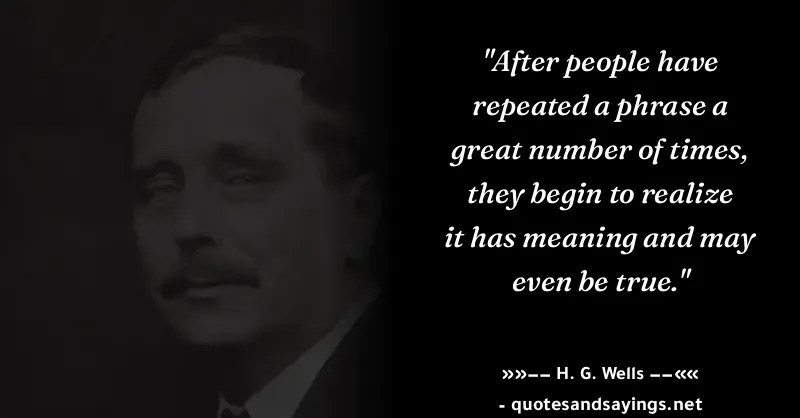 "After people have
repeated a phrase a
great number of times,
they begin to realize
it has meaning and may
even be true."
»»−− H. G. Wells −−««
- quotesandsayings.net